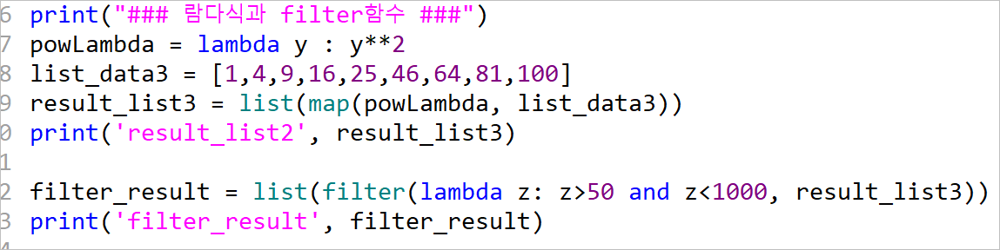 6 print("### 람다식과 filter함수 ###")
7 powLambda = lambda y : y**2
8 list_data3 = [1,4,9,16,25,46,64,81,100]
9 result_list3 = list(map(powLambda, list_data3))
0 print('result_list2', result_list3)
1
2 filter_result = list(filter(lambda z: z>50 and z<1000, result_list3))
3 print('filter_result', filter_result)
4